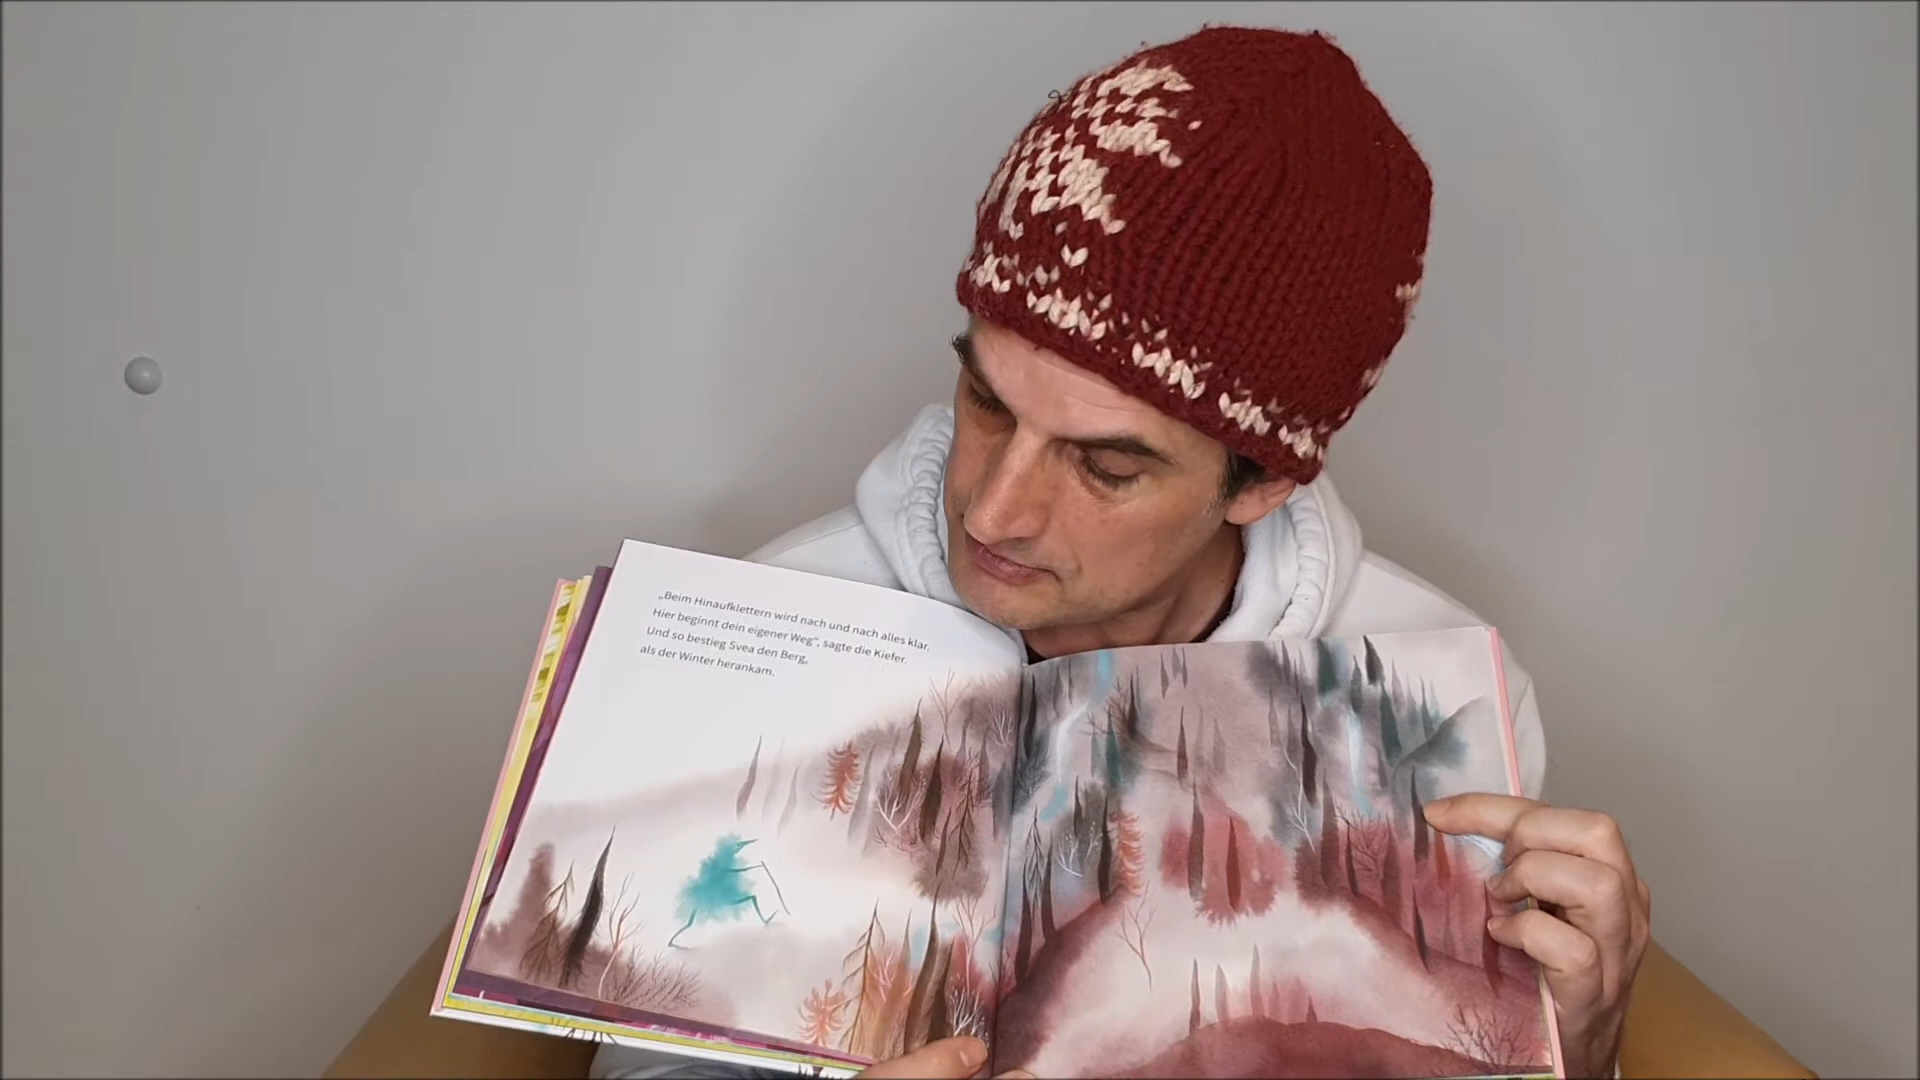 „Beim Hinaufklettern wird nach und nach alles klar.
Hier beginnt dein eigener Weg“, sagte die Kiefer.
Und so bestieg Svea den Berg,
als der Winter herankam.